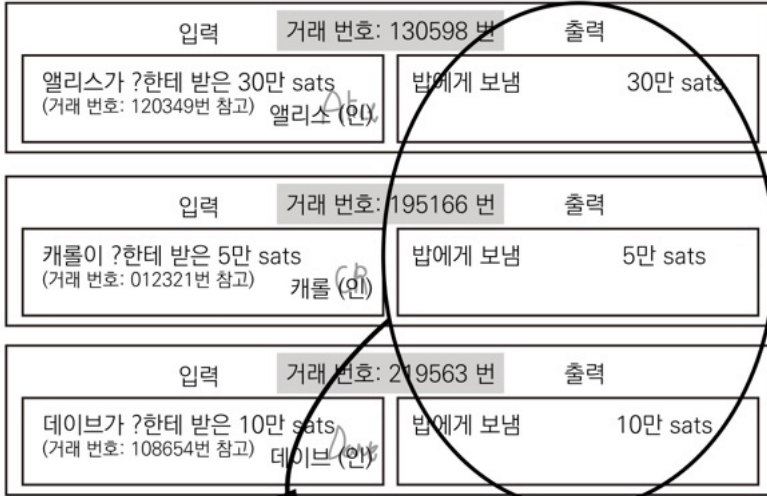 입력 거래 번호: 130598 번 출력
앨리스가 ?한테 받은 30만 sats 밥에게 보냄 30만 sats
(거래 번호: 120349번 참고) 앨리스 (인)
입력 거래 번호: 195166 번 출력
캐롤이 ?한테 받은 5만 sats 밥에게 보냄 5만 sats
(거래 번호: 012321번 참고) 캐롤 (인)
입력 거래 번호: 219563 번 출력
데이브가 ?한테 받은 10만 sats 밥에게 보냄 10만 sats
(거래 번호: 108654번 참고) 데이브 (인)